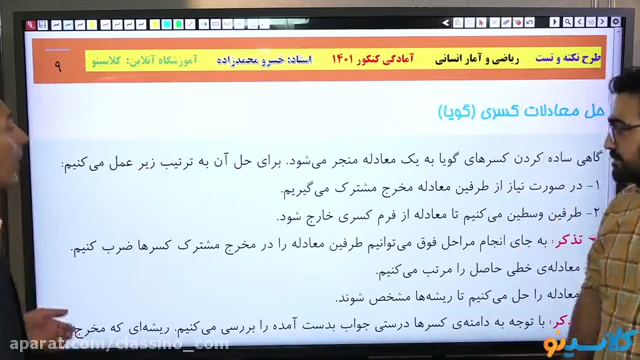 طرح نکته و تست ریاضی و آمار انسانی آمادگی کنکور ۱۴۰۱ استاد: خسرو محمدزاده آموزشگاه آنلاین: کلاسینو ۹
حل معادلات کسری (گویا)
گاهی ساده کردن کسرهای گویا به یک معادله منجر می‌شود. برای حل آن به ترتیب زیر عمل می‌کنیم:
۱- در صورت نیاز از طرفین معادله مخرج مشترک می‌گیریم.
۲- طرفین وسطین می‌کنیم تا معادله از فرم کسری خارج شود.
تذکر: به جای انجام مراحل فوق می‌توانیم طرفین معادله را در مخرج مشترک کسرها ضرب کنیم.
معادله‌ی خطی حاصل را مرتب می‌کنیم.
معادله را حل می‌کنیم تا ریشه‌ها مشخص شوند.
با توجه به دامنه‌ی کسرها درستی جواب بدست آمده را بررسی می‌کنیم. ریشه‌ای که مخرج
aparat.com/classino_com
کلاسینو